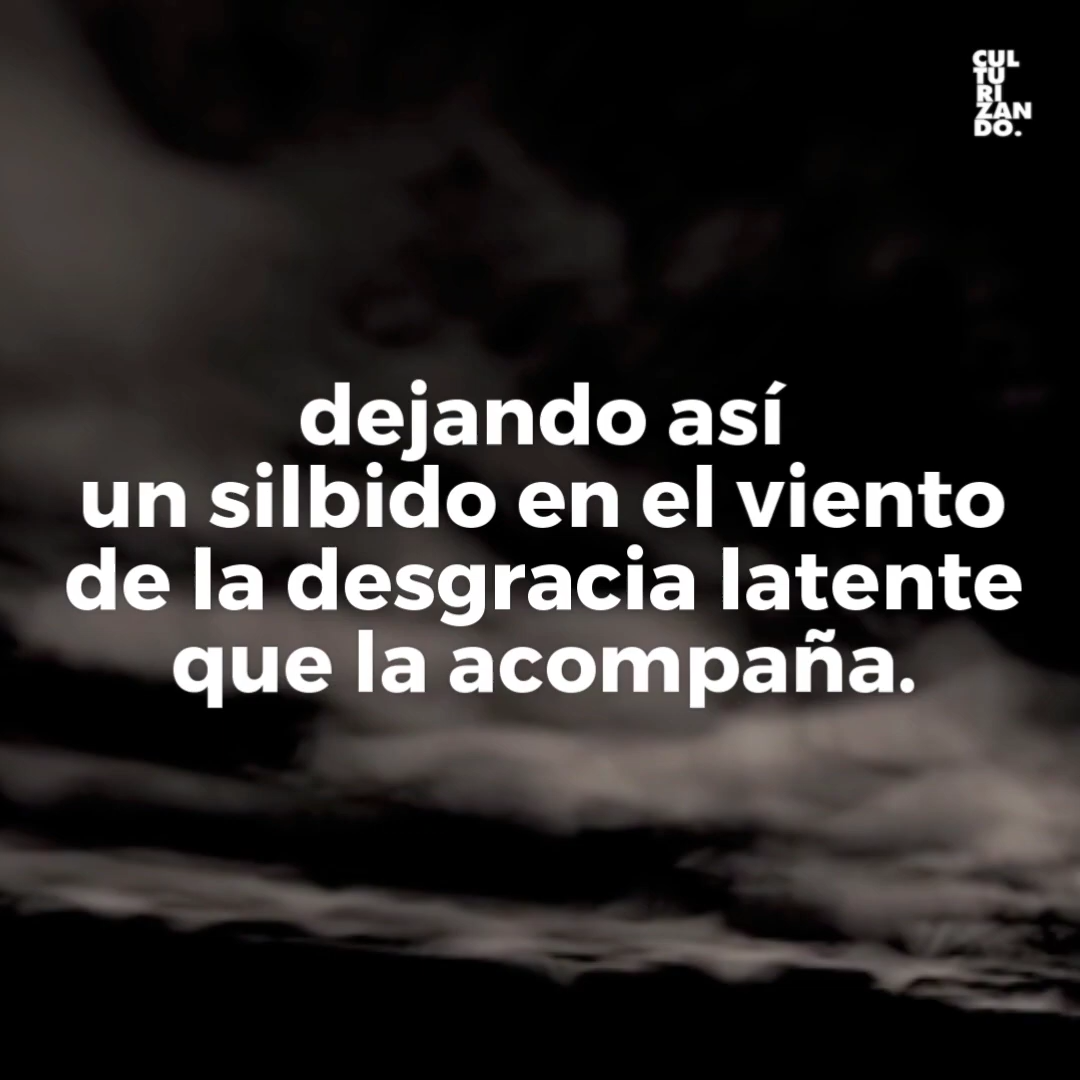 CUL
TU
RI
ZAN
DO.
dejando así
un silbido en el viento
de la desgracia latente
que la acompaña.